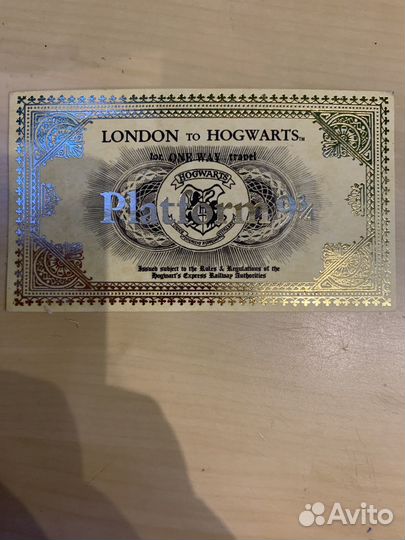 LONDON TO HOGWARTS™
for ONE WAY travel
HOGWARTS
Platform 9¾
Issued subject to the Rules & Regulations of the
Hogwart's Express Railway Authorities
Avito